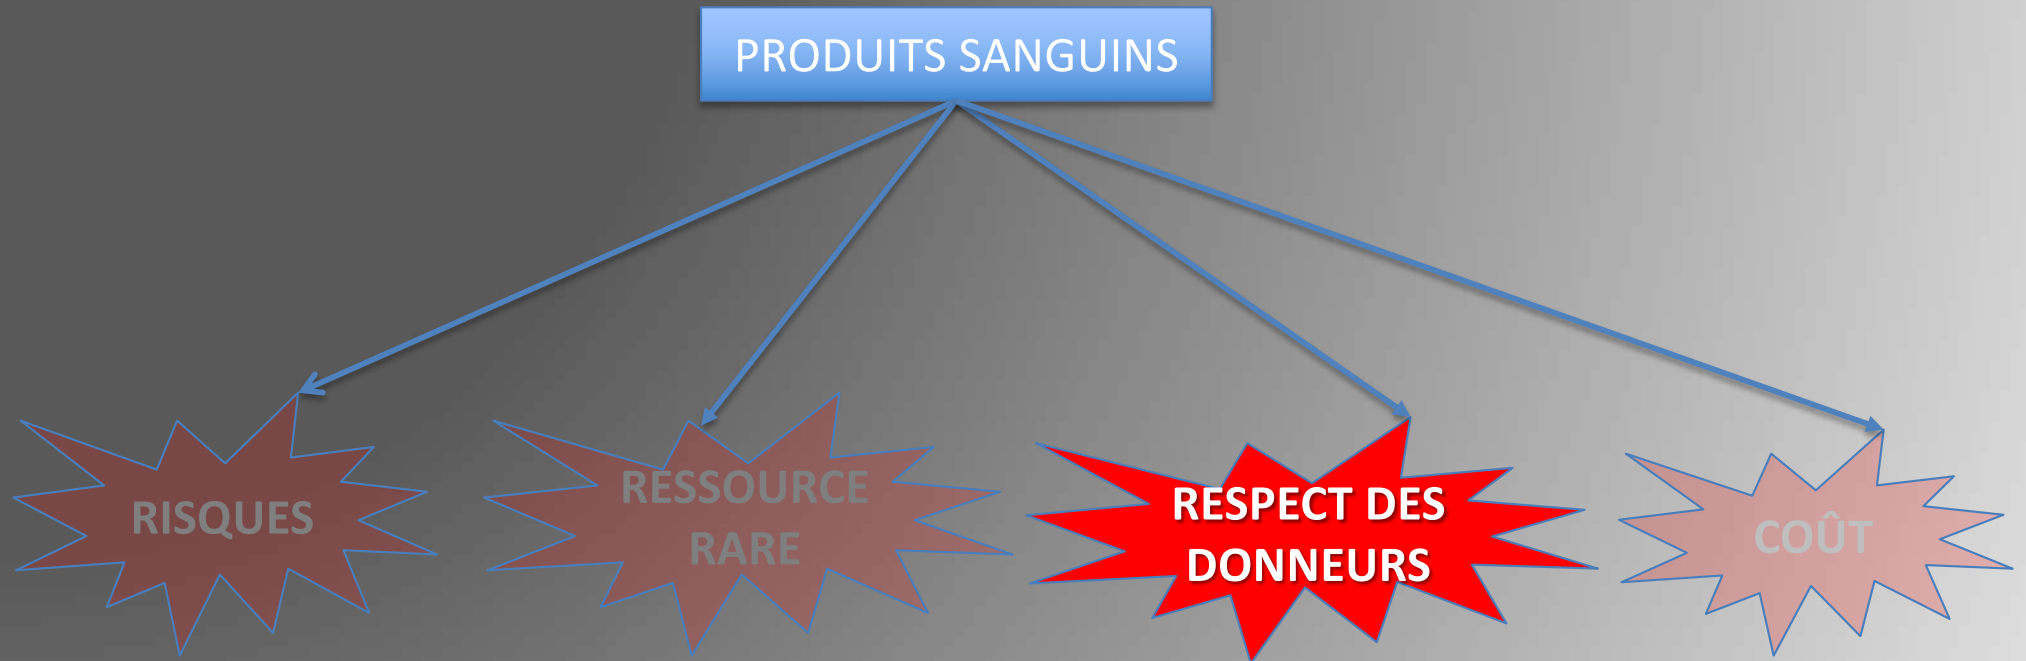 PRODUITS SANGUINS
RISQUES
RESSOURCE
RARE
RESPECT DES
DONNEURS
COÛT